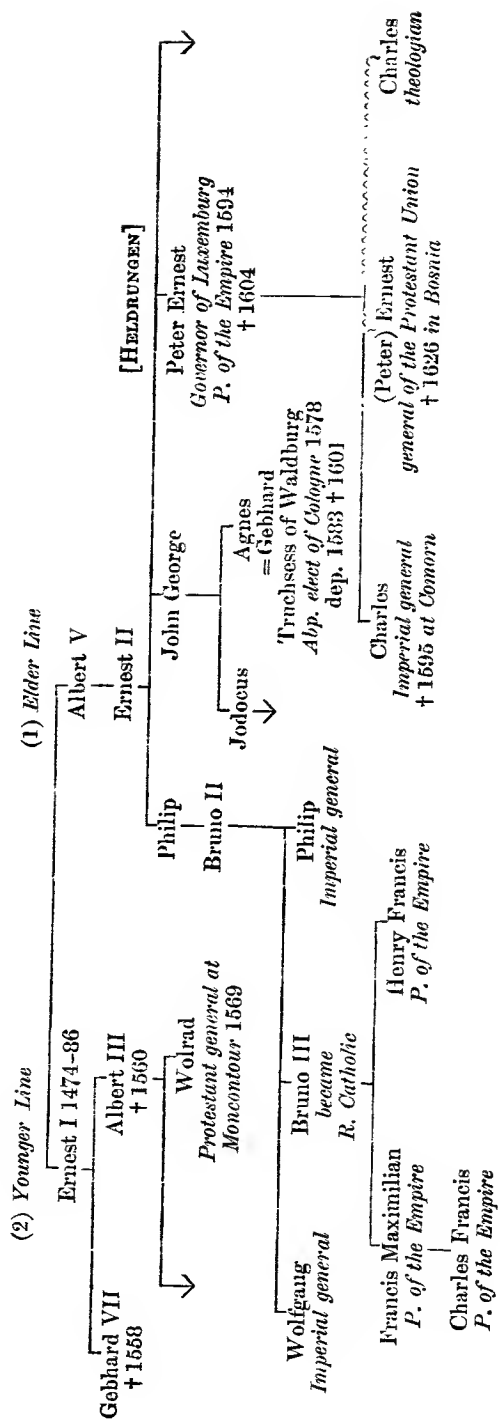 (2) Younger Line
(1) Elder Line
Ernest I 1474–86
Albert V
Ernest II
[HELDRUNGEN]
Gebhard VII
†1558
Albert III
†1560
Philip
John George
Peter Ernest
Governor of Luxemburg
P. of the Empire 1594
†1604
Wolrad
Protestant general at
Moncontour 1569
Bruno II
Jodocus
Agnes
=Gebhard
Truchsess of Waldburg
Abp. elect of Cologne 1578
dep. 1583 †1601
Wolfgang
Imperial general
Bruno III
became
R. Catholic
Philip
Imperial general
Charles
Imperial general
†1595 at Comorn
(Peter) Ernest
general of the Protestant Union
†1626 in Bosnia
Charles
theologian
Francis Maximilian
P. of the Empire
Henry Francis
P. of the Empire
Charles Francis
P. of the Empire